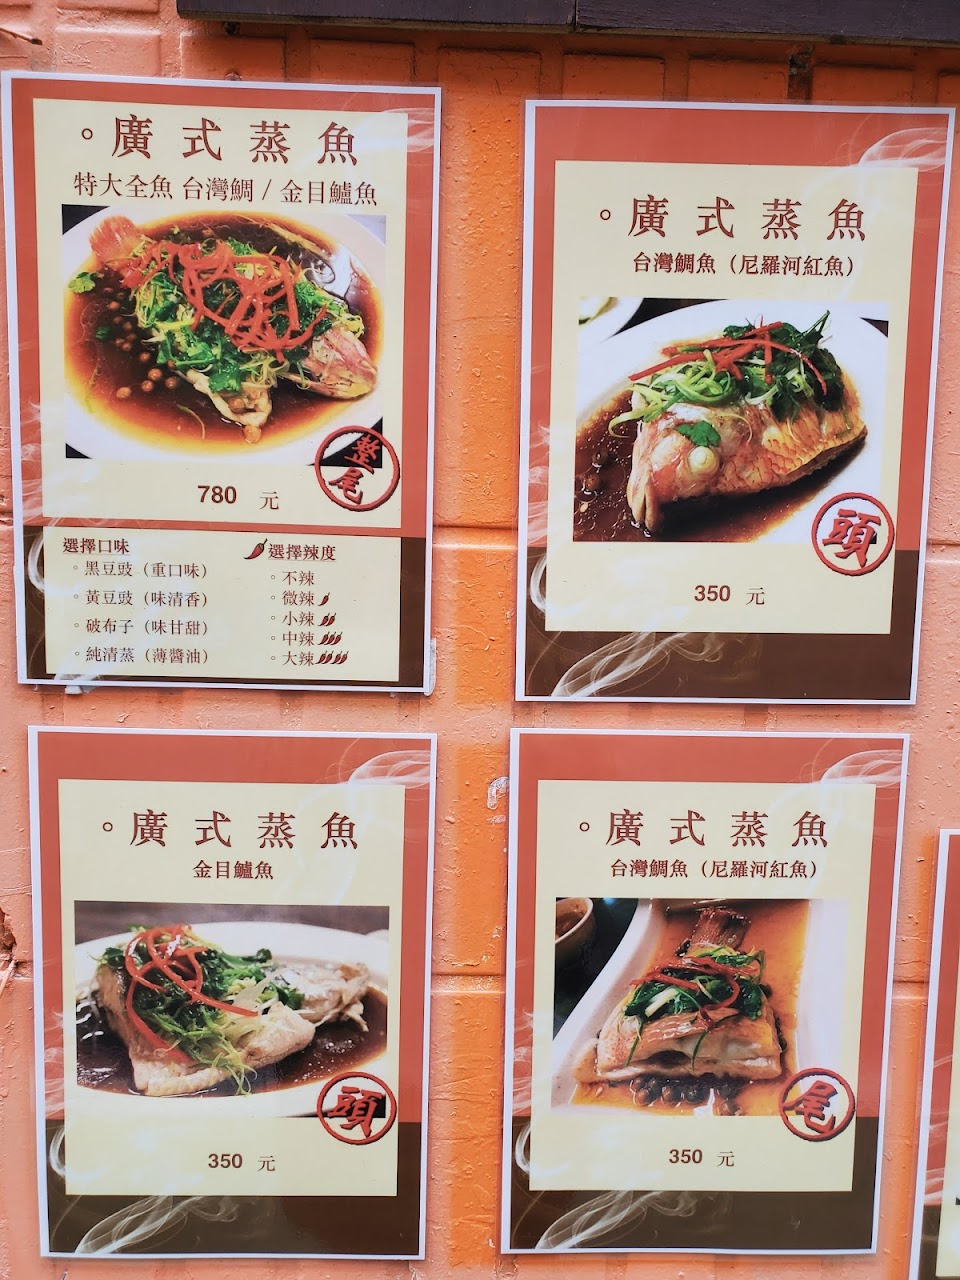 。廣式蒸魚
特大全魚 台灣鯛 / 金目鱸魚
整尾
780 元
選擇口味
。黑豆豉（重口味）
。黃豆豉（味清香）
。破布子（味甘甜）
。純清蒸（薄醬油）
選擇辣度
。不辣
。微辣
。小辣
。中辣
。大辣
。廣式蒸魚
台灣鯛魚（尼羅河紅魚）
頭
350 元
。廣式蒸魚
金目鱸魚
頭
350 元
。廣式蒸魚
台灣鯛魚（尼羅河紅魚）
尾
350 元